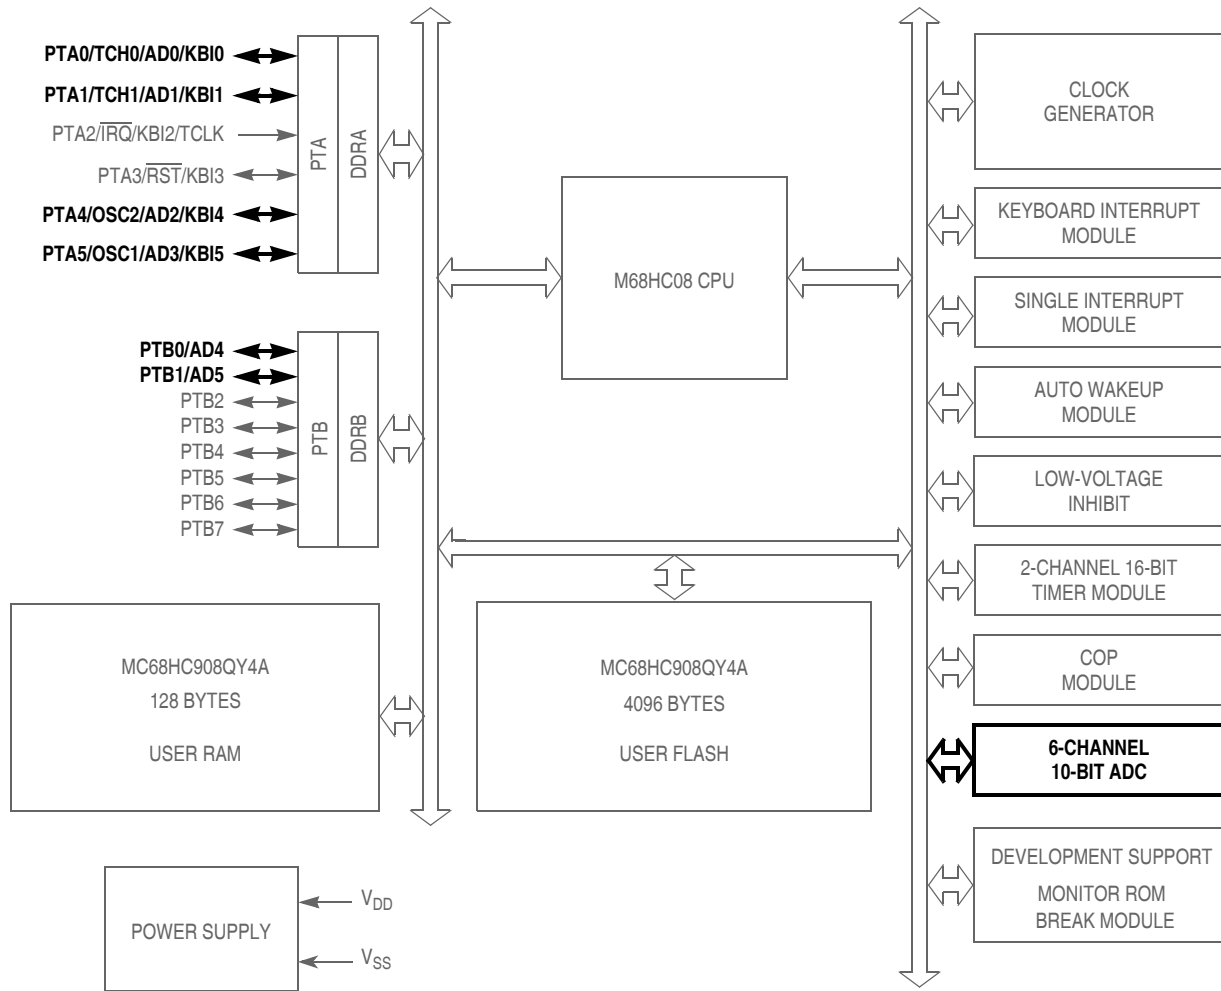 PTA0/TCH0/AD0/KBI0
PTA1/TCH1/AD1/KBI1
PTA2/IRQ/KBI2/TCLK
PTA3/RST/KBI3
PTA4/OSC2/AD2/KBI4
PTA5/OSC1/AD3/KBI5
PTA
DDRA
PTB0/AD4
PTB1/AD5
PTB2
PTB3
PTB4
PTB5
PTB6
PTB7
PTB
DDRB
M68HC08 CPU
MC68HC908QY4A
128 BYTES
USER RAM
MC68HC908QY4A
4096 BYTES
USER FLASH
POWER SUPPLY
VDD
VSS
CLOCK
GENERATOR
KEYBOARD INTERRUPT
MODULE
SINGLE INTERRUPT
MODULE
AUTO WAKEUP
MODULE
LOW-VOLTAGE
INHIBIT
2-CHANNEL 16-BIT
TIMER MODULE
COP
MODULE
6-CHANNEL
10-BIT ADC
DEVELOPMENT SUPPORT
MONITOR ROM
BREAK MODULE